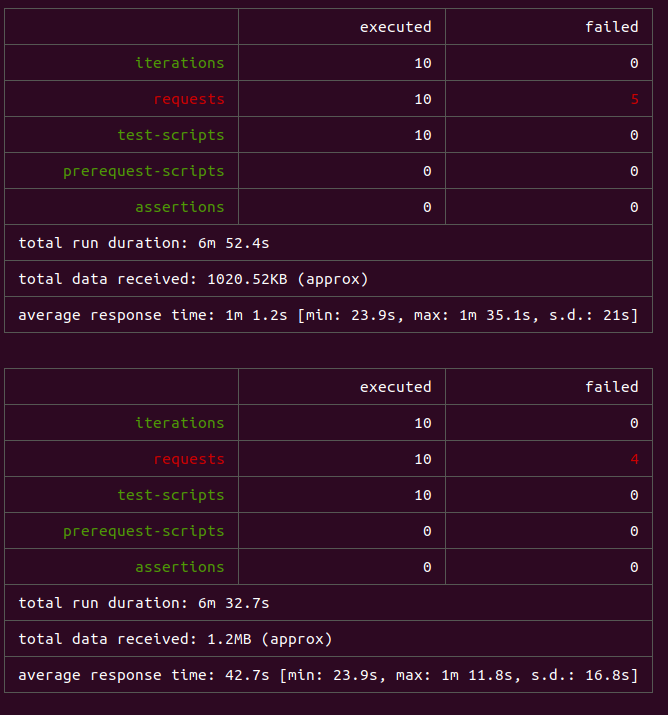 executed failed
iterations 10 0
requests 10 5
test-scripts 10 0
prerequest-scripts 0 0
assertions 0 0
total run duration: 6m 52.4s
total data received: 1020.52KB (approx)
average response time: 1m 1.2s [min: 23.9s, max: 1m 35.1s, s.d.: 21s]
executed failed
iterations 10 0
requests 10 4
test-scripts 10 0
prerequest-scripts 0 0
assertions 0 0
total run duration: 6m 32.7s
total data received: 1.2MB (approx)
average response time: 42.7s [min: 23.9s, max: 1m 11.8s, s.d.: 16.8s]